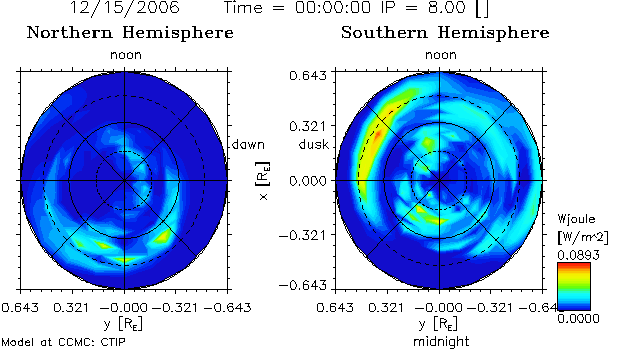 12/15/2006 Time = 00:00:00 IP = 8.00 []
Northern Hemisphere Southern Hemisphere
noon noon
0.643
0.321
dawn dusk
0.000
x [RE]
-0.321
-0.643
Wjoule
[W/m^2]
0.0893
0.0000
0.643 0.321 -0.000 -0.321 -0.643 0.643 0.321 -0.000 -0.321 -0.643
y [RE] y [RE]
Model at CCMC: CTIP midnight